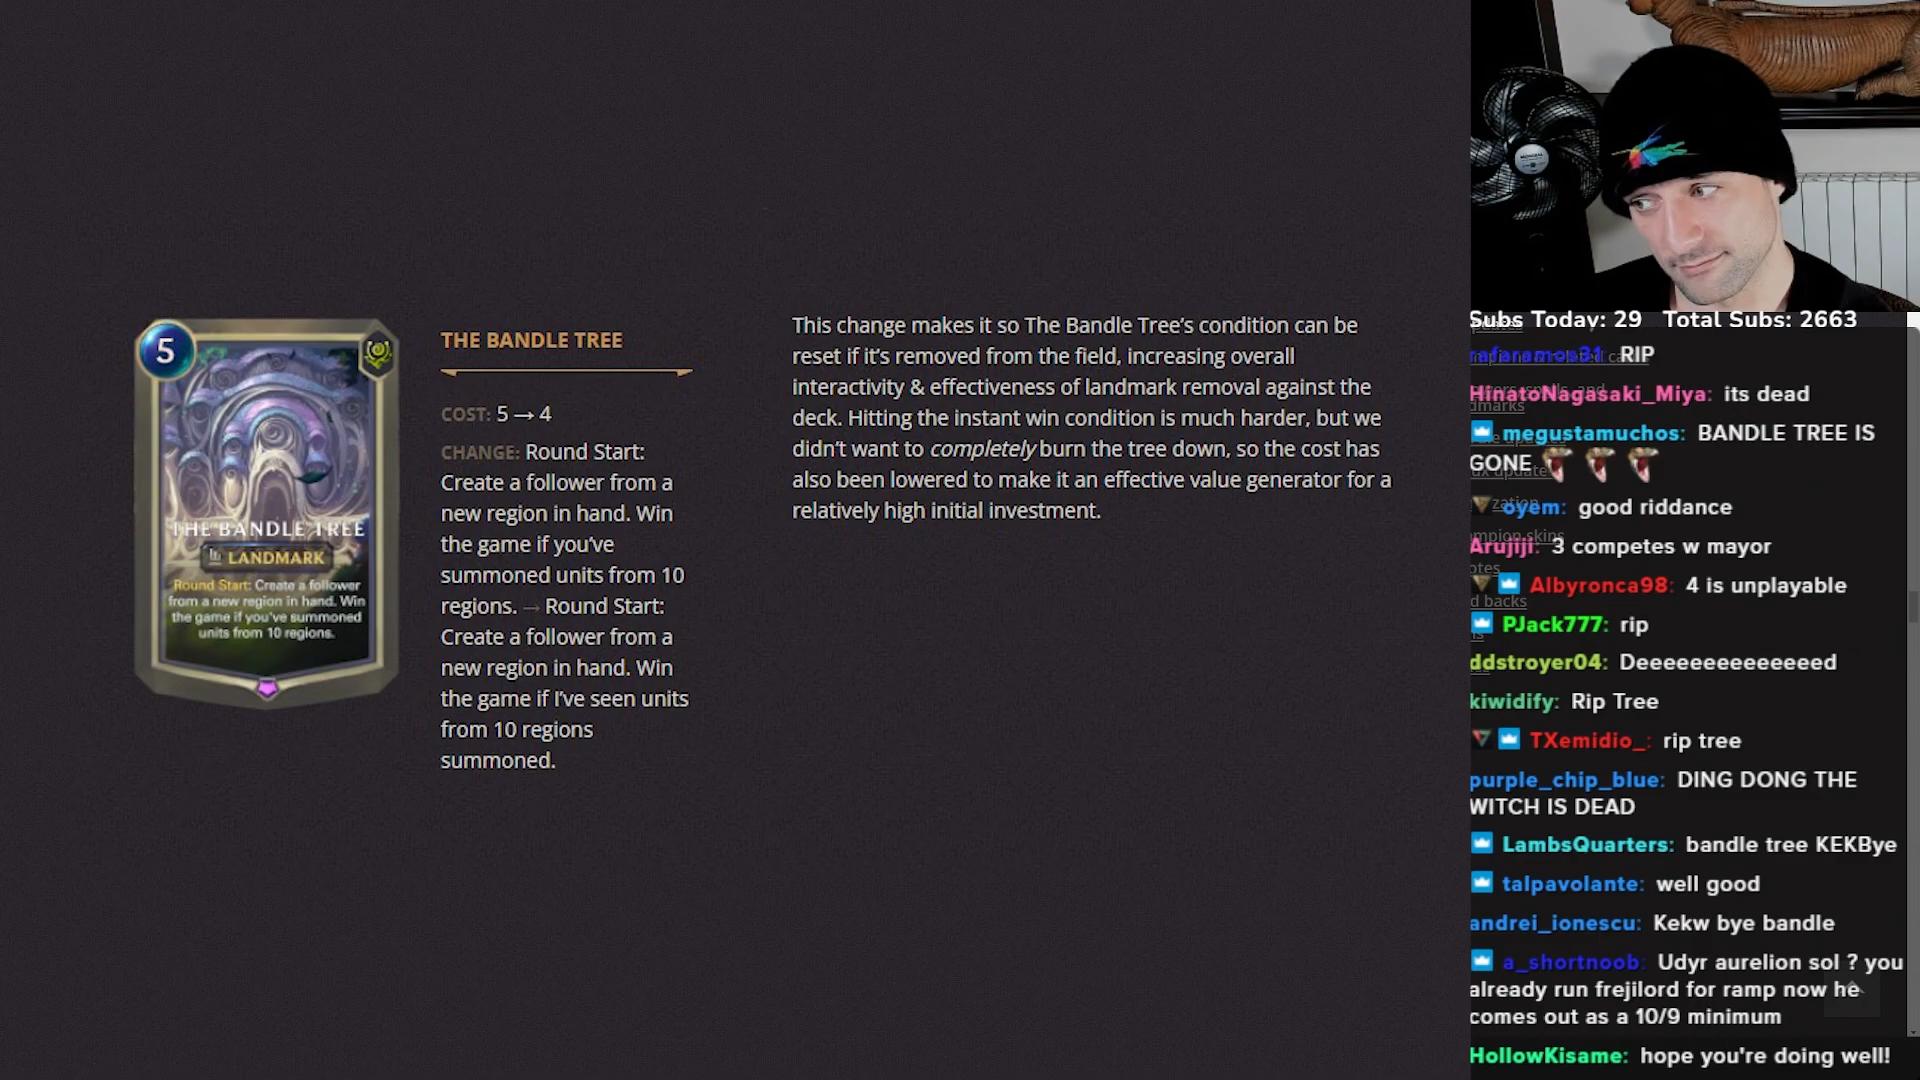 5
THE BANDLE TREE
LANDMARK
Round Start: Create a follower
from a new region in hand. Win
the game if you've summoned
units from 10 regions.
THE BANDLE TREE
COST: 5 → 4
CHANGE: Round Start:
Create a follower from a
new region in hand. Win
the game if you've
summoned units from 10
regions. → Round Start:
Create a follower from a
new region in hand. Win
the game if I've seen units
from 10 regions
summoned.
This change makes it so The Bandle Tree's condition can be
reset if it's removed from the field, increasing overall
interactivity & effectiveness of landmark removal against the
deck. Hitting the instant win condition is much harder, but we
didn't want to completely burn the tree down, so the cost has
also been lowered to make it an effective value generator for a
relatively high initial investment.
Subs Today: 29 Total Subs: 2663
rafaramos31 RIP
HinatoNagasaki_Miya: its dead
megustamuchos: BANDLE TREE IS
GONE
oyem: good riddance
Arujiji: 3 competes w mayor
Albyronca98: 4 is unplayable
PJack777: rip
ddstroyer04: Deeeeeeeeeeeeed
kiwidify: Rip Tree
TXemidio_: rip tree
purple_chip_blue: DING DONG THE
WITCH IS DEAD
LambsQuarters: bandle tree KEKBye
talpavolante: well good
andrei_ionescu: Kekw bye bandle
a_shortnoob: Udyr aurelion sol ? you
already run frejilord for ramp now he
comes out as a 10/9 minimum
HollowKisame: hope you're doing well!